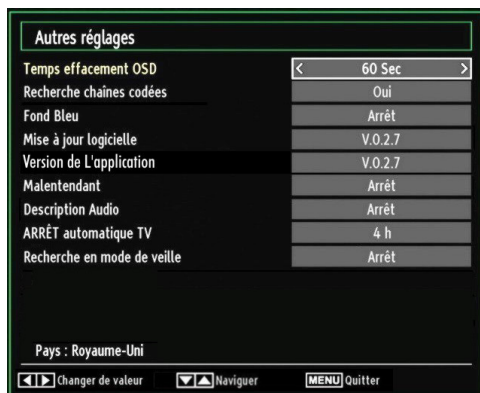 Autres réglages
Temps effacement OSD < 60 Sec >
Recherche chaînes codées Oui
Fond Bleu Arrêt
Mise à jour logicielle V.0.2.7
Version de L'application V.0.2.7
Malentendant Arrêt
Description Audio Arrêt
ARRÊT automatique TV 4 h
Recherche en mode de veille Arrêt
Pays : Royaume-Uni
Changer de valeur Naviguer MENU Quitter